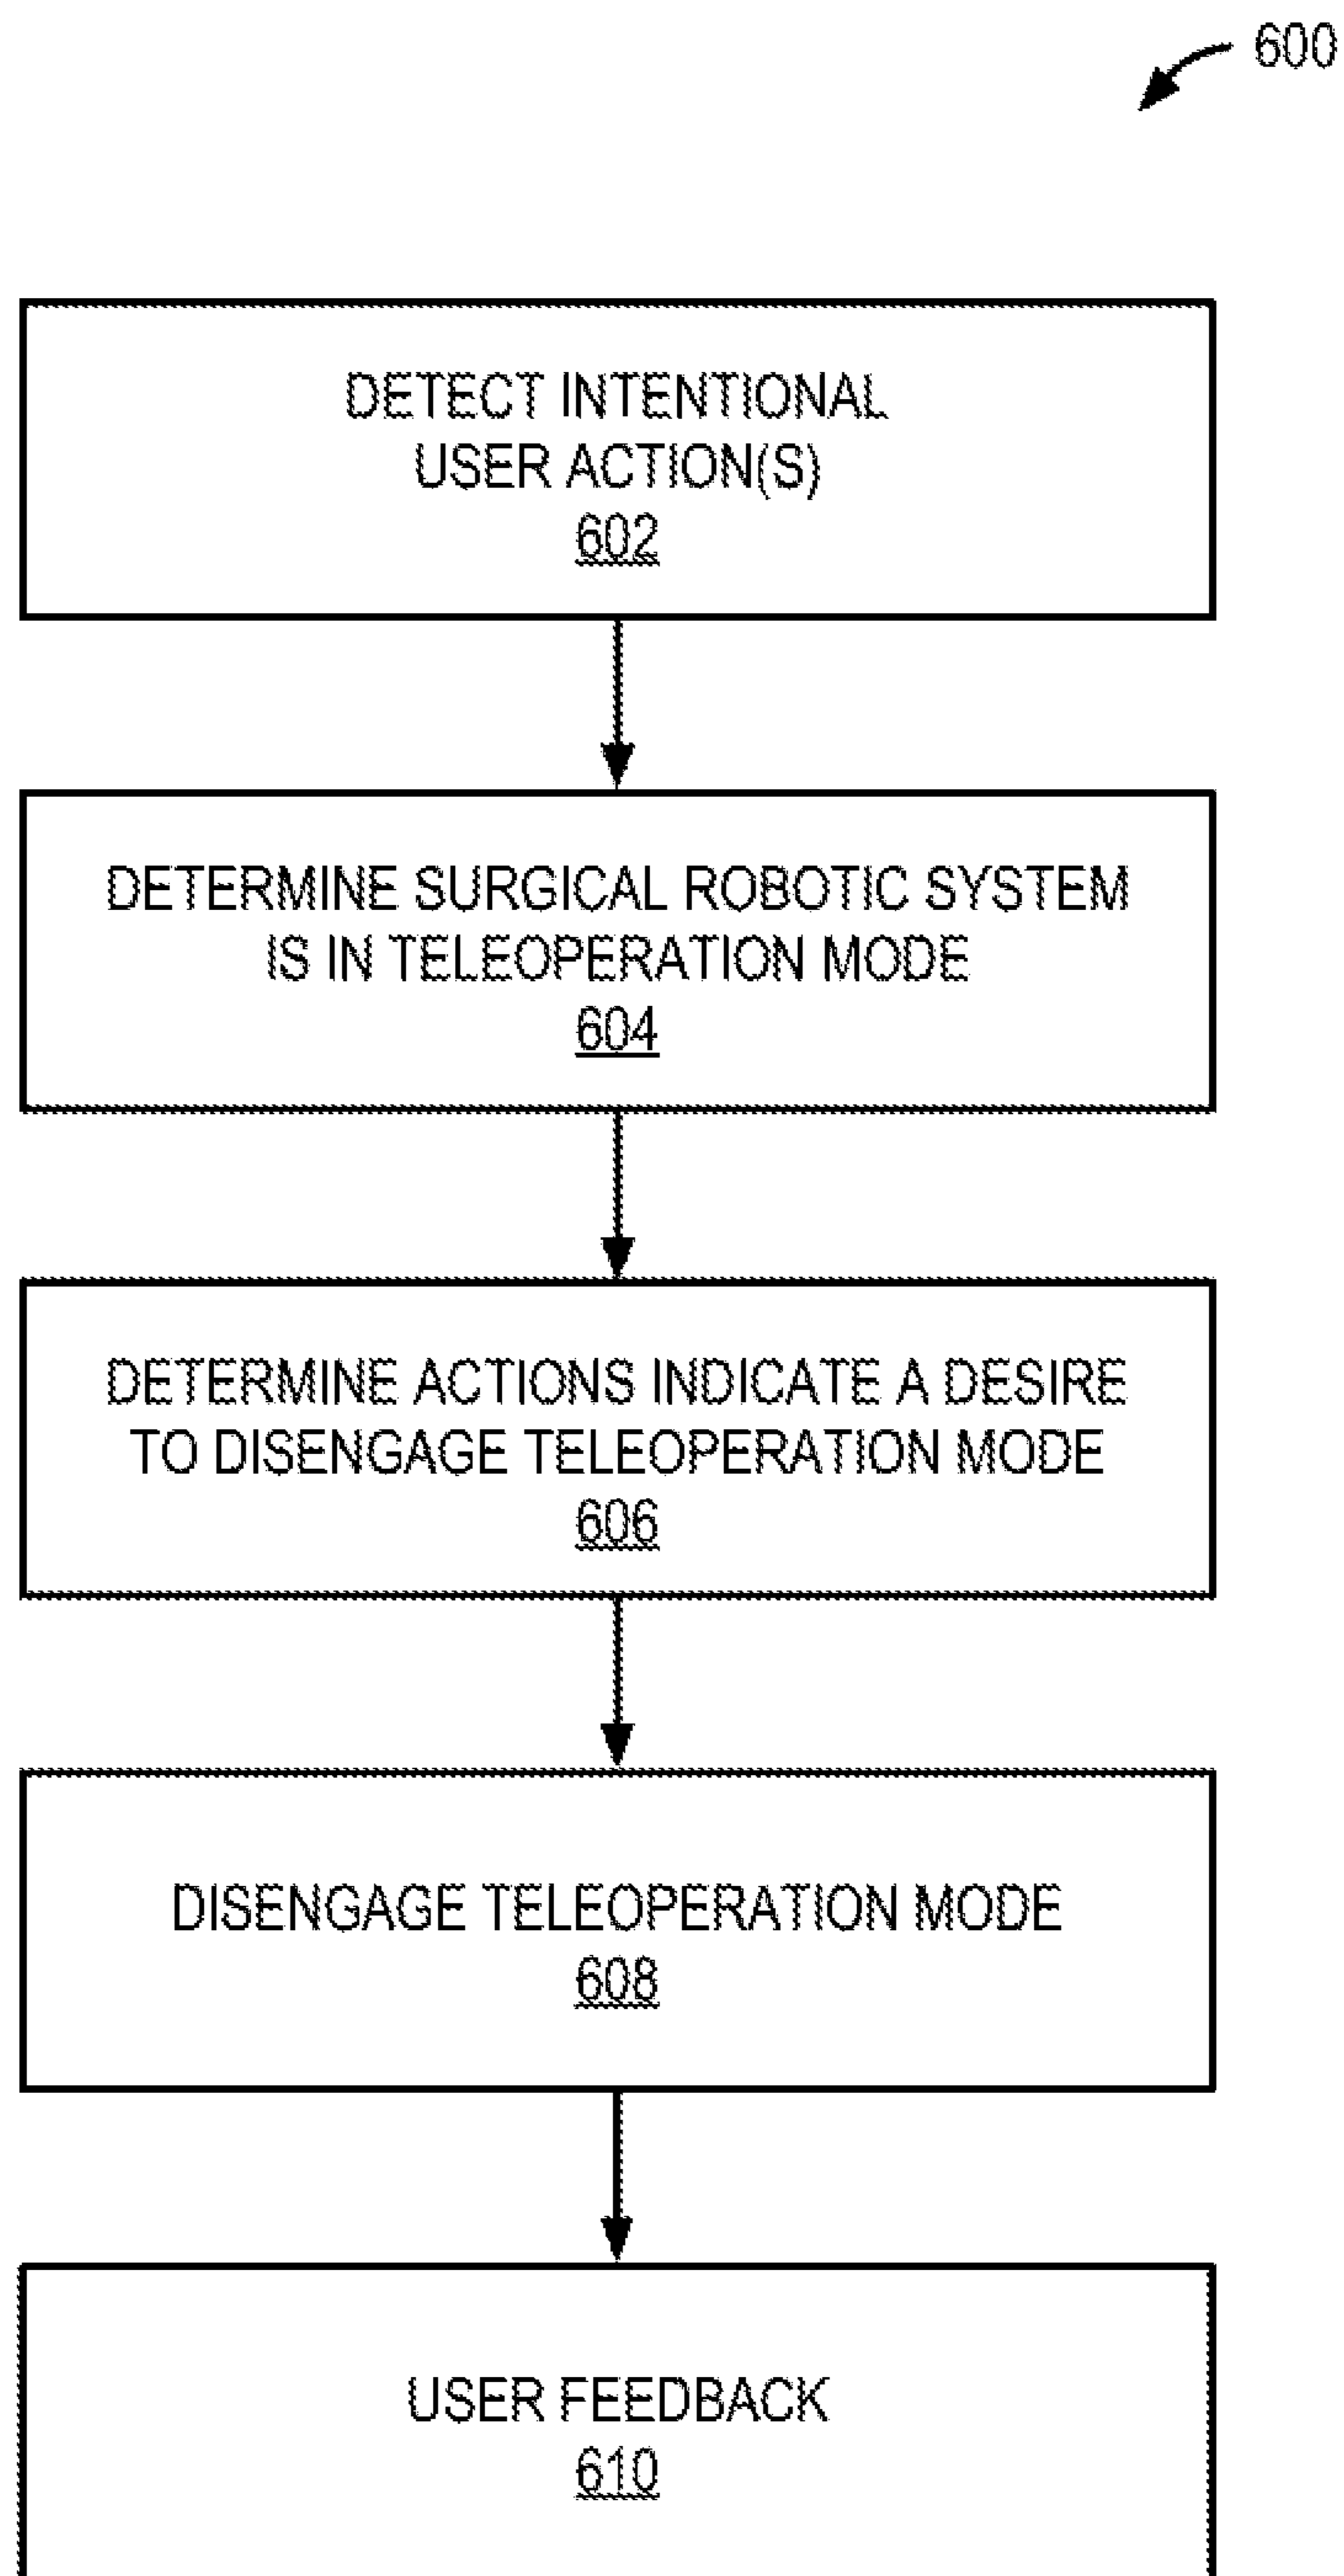 600
DETECT INTENTIONAL
USER ACTION(S)
602
DETERMINE SURGICAL ROBOTIC SYSTEM
IS IN TELEOPERATION MODE
604
DETERMINE ACTIONS INDICATE A DESIRE
TO DISENGAGE TELEOPERATION MODE
606
DISENGAGE TELEOPERATION MODE
608
USER FEEDBACK
610